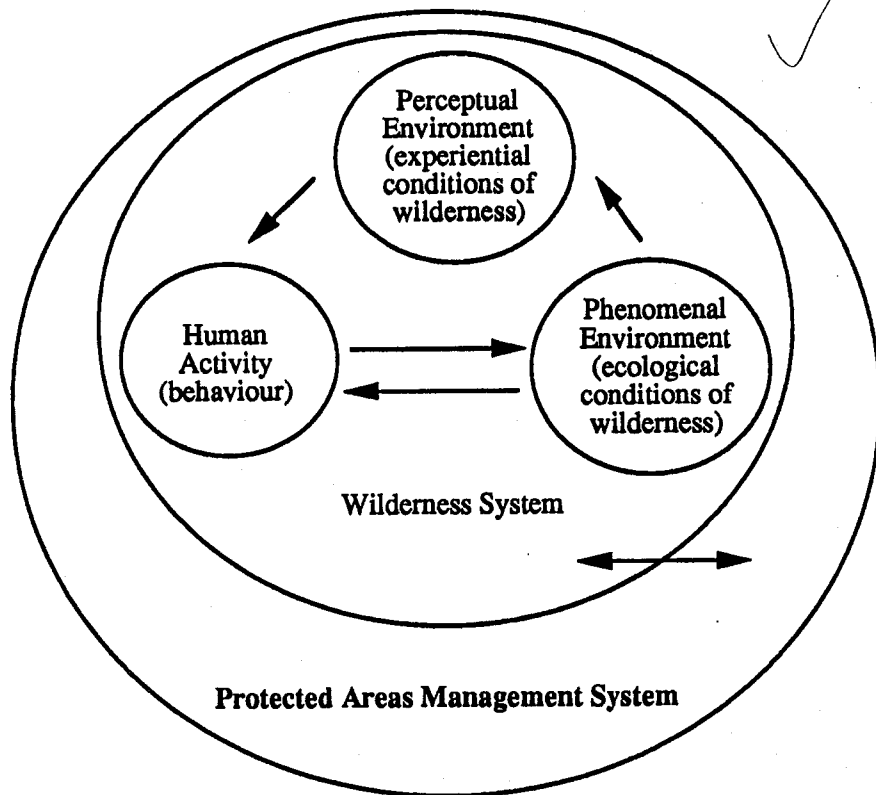 Perceptual
Environment
(experiential
conditions of
wilderness)
Human
Activity
(behaviour)
Phenomenal
Environment
(ecological
conditions of
wilderness)
Wilderness System
Protected Areas Management System